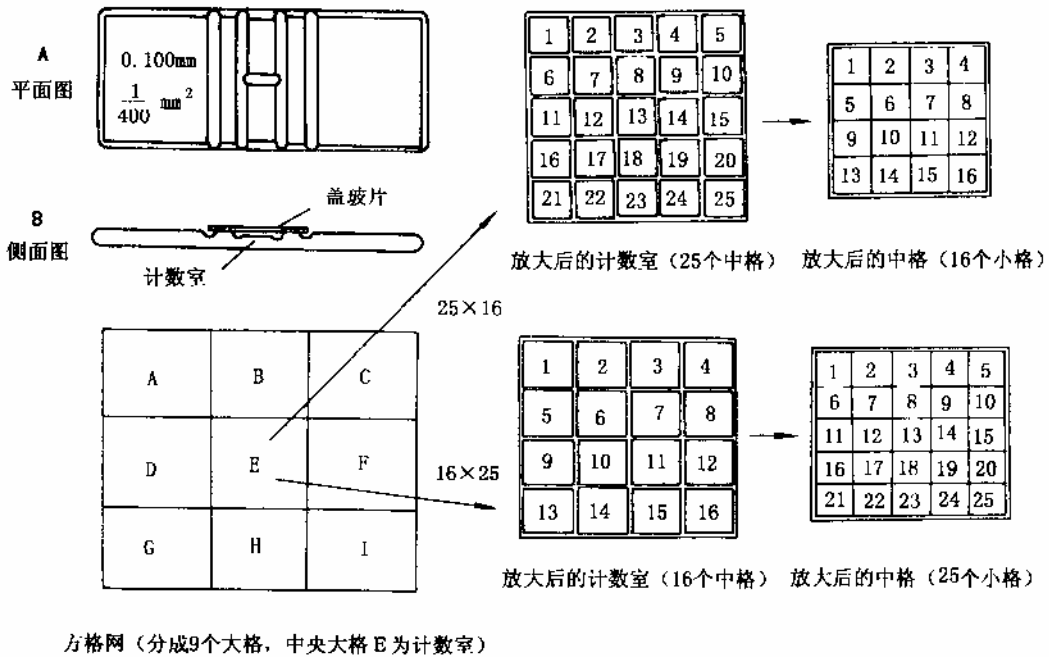 A
平面图
0.100mm
1/400 mm²
8
侧面图
盖玻片
计数室
1 2 3 4 5
6 7 8 9 10
11 12 13 14 15
16 17 18 19 20
21 22 23 24 25
放大后的计数室（25个中格）
1 2 3 4
5 6 7 8
9 10 11 12
13 14 15 16
放大后的中格（16个小格）
25×16
A B C
D E F
G H I
16×25
1 2 3 4
5 6 7 8
9 10 11 12
13 14 15 16
放大后的计数室（16个中格）
1 2 3 4 5
6 7 8 9 10
11 12 13 14 15
16 17 18 19 20
21 22 23 24 25
放大后的中格（25个小格）
方格网（分成9个大格，中央大格 E 为计数室）